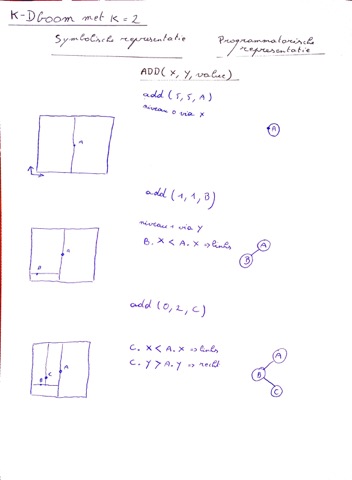 K-DBoom met K=2
Symbolische representatie
Programmatorische
representatie
ADD(X, Y, value)
add (5, 5, A)
niveau 0 via X
A
A
add (1, 1, B)
niveau 1 via Y
B. X < A. X => links
A
B
A
B
add (0, 2, C)
C. X < A. X => links
C. Y > A. Y => recht
A
C
B
A
B
C